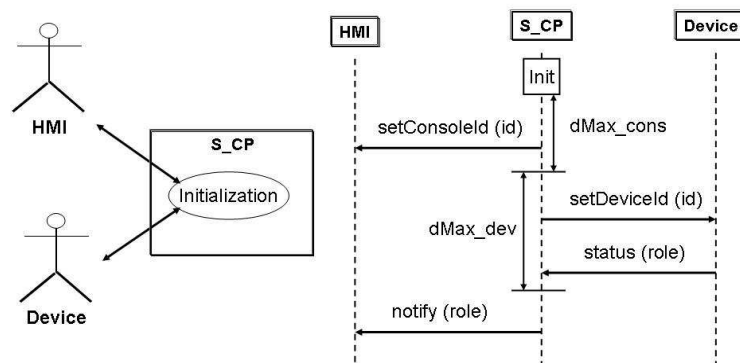 HMI
S_CP
Initialization
Device
HMI
S_CP
Device
Init
setConsoleId (id)
dMax_cons
setDeviceId (id)
dMax_dev
status (role)
notify (role)